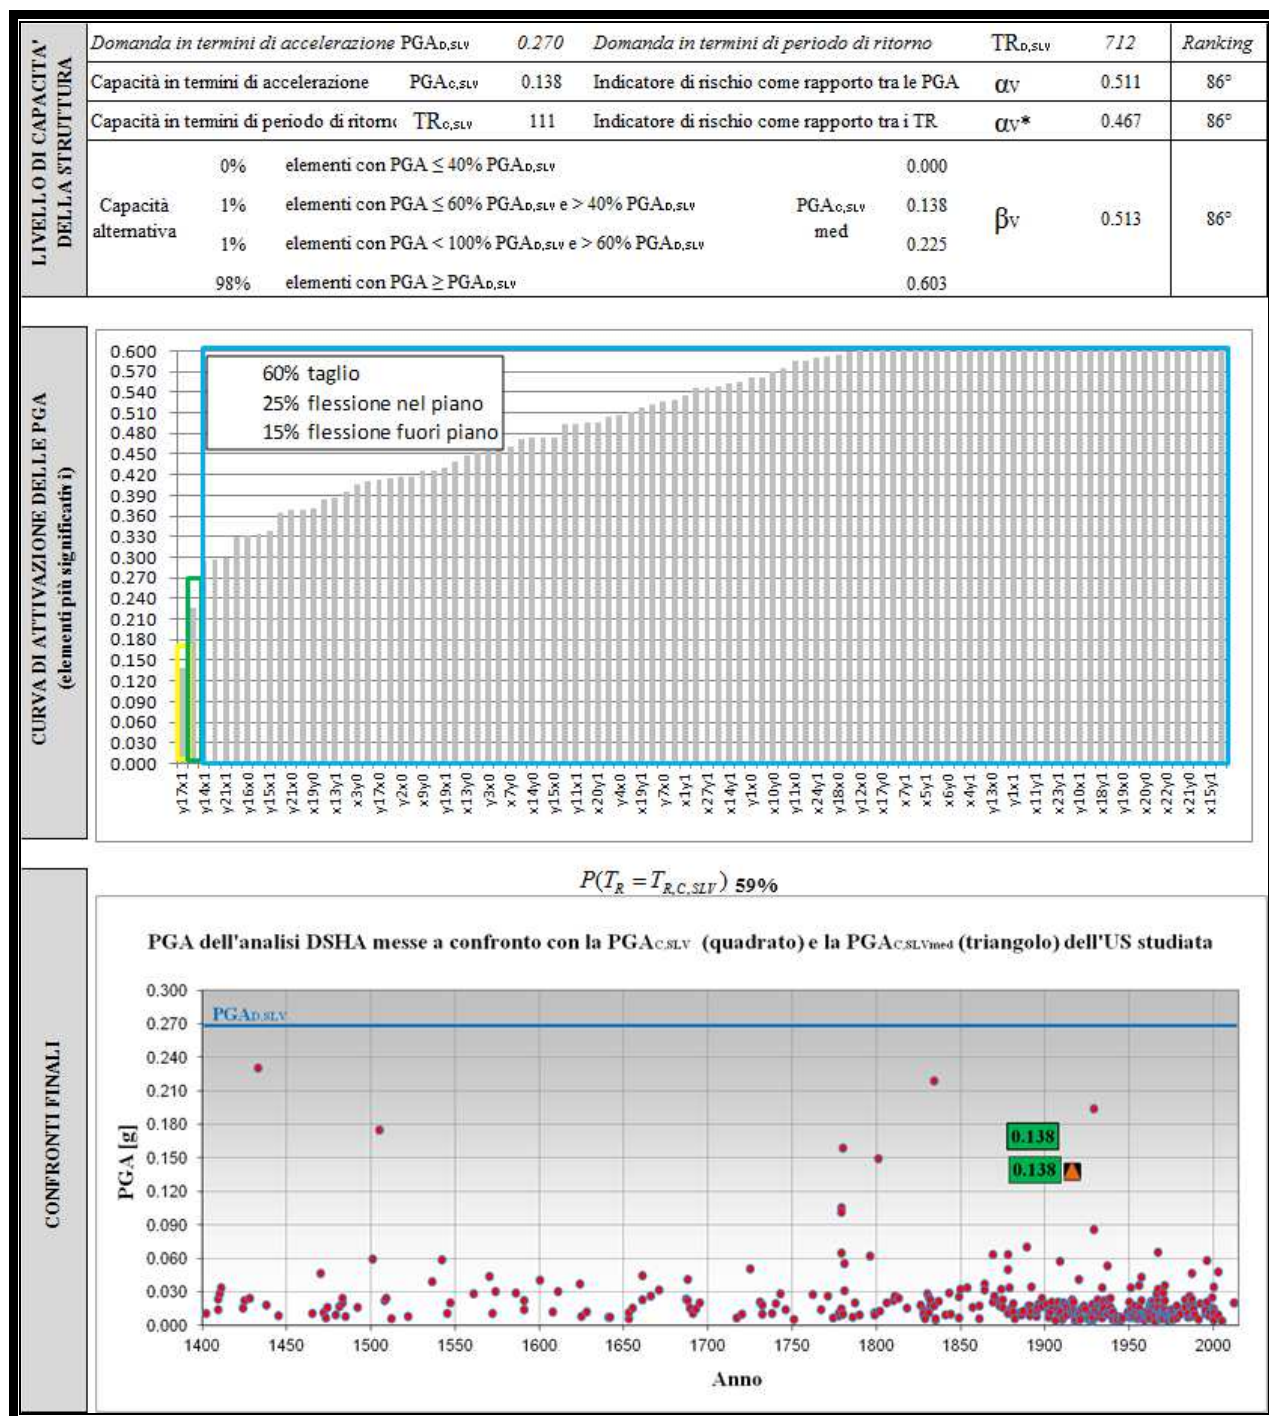 LIVELLO DI CAPACITA'
DELLA STRUTTURA
Domanda in termini di accelerazione PGAD,SLV 0.270 Domanda in termini di periodo di ritorno TRD,SLV 712 Ranking
Capacità in termini di accelerazione PGAC,SLV 0.138 Indicatore di rischio come rapporto tra le PGA αV 0.511 86°
Capacità in termini di periodo di ritorno TRC,SLV 111 Indicatore di rischio come rapporto tra i TR αV* 0.467 86°
Capacità
alternativa
0% elementi con PGA ≤ 40% PGAD,SLV 0.000
1% elementi con PGA ≤ 60% PGAD,SLV e > 40% PGAD,SLV 0.138
1% elementi con PGA < 100% PGAD,SLV e > 60% PGAD,SLV 0.225
98% elementi con PGA ≥ PGAD,SLV 0.603
PGAC,SLV
med
βV 0.513 86°
CURVA DI ATTIVAZIONE DELLE PGA
(elementi più significativi)
0.600
0.570
0.540
0.510
0.480
0.450
0.420
0.390
0.360
0.330
0.300
0.270
0.240
0.210
0.180
0.150
0.120
0.090
0.060
0.030
0.000
60% taglio
25% flessione nel piano
15% flessione fuori piano
y17x1 y14x1 y21x1 y16x0 y15x1 y21x0 x19y0 x13y1 x3y0 y17x0 y2x0 x9y0 y19x1 y13x0 y3x0 x7y0 x14y0 y15x0 y11x1 x20y1 y4x0 x19y1 y7x0 x1y1 x27y1 x14y1 y1x0 x10y0 y11x0 x24y1 y18x0 x12y0 x17y1 x7y1 x5y1 x6y0 x4y1 y13x0 y1x1 x11y1 x23y1 y10x1 x18y1 y19x0 x20y0 x22y0 x21y0 x15y1
CONFRONTI FINALI
P(TR = TR,C,SLV) 59%
PGA dell'analisi DSHA messe a confronto con la PGAC,SLV (quadrato) e la PGAC,SLVmed (triangolo) dell'US studiata
PGA [g]
0.300
0.270
0.240
0.210
0.180
0.150
0.120
0.090
0.060
0.030
0.000
PGAD,SLV
0.138
0.138
1400 1450 1500 1550 1600 1650 1700 1750 1800 1850 1900 1950 2000
Anno